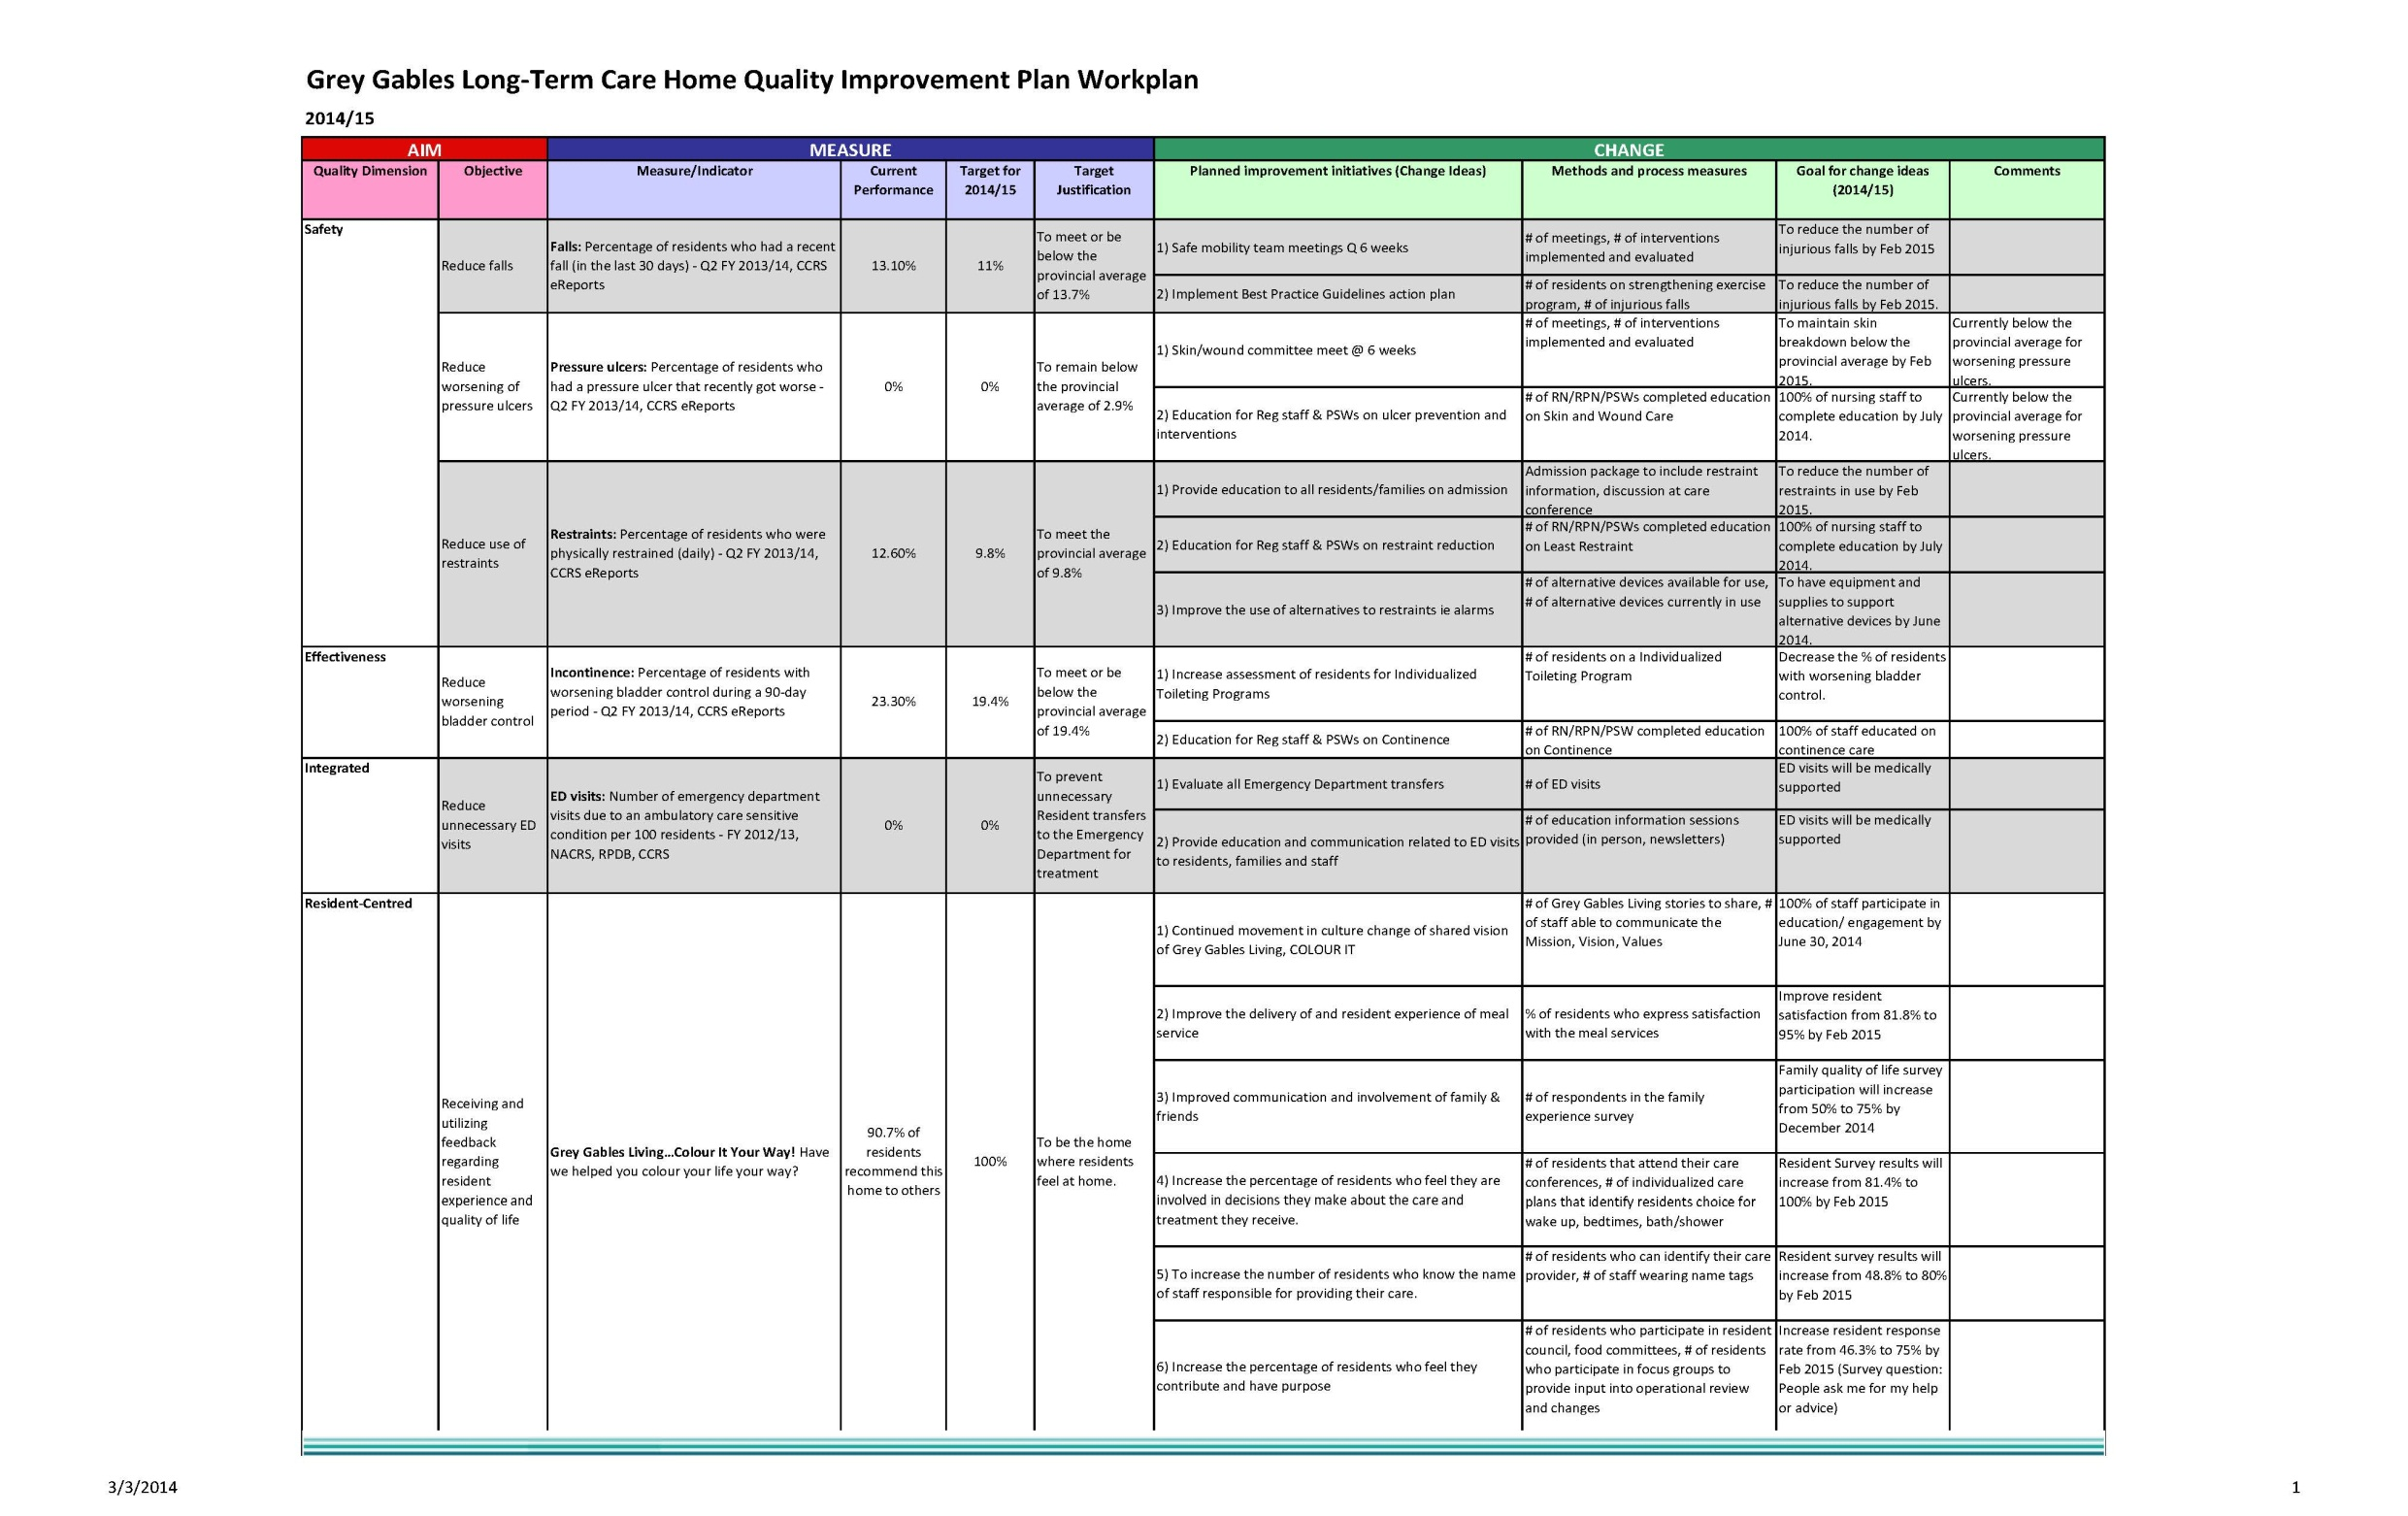 Grey Gables Long-Term Care Home Quality Improvement Plan Workplan
2014/15
AIM
MEASURE
CHANGE
Quality Dimension
Objective
Measure/Indicator
Current
Performance
Target for
2014/15
Target
Justification
Planned improvement initiatives (Change Ideas)
Methods and process measures
Goal for change ideas
(2014/15)
Comments
Safety
Reduce falls
Falls: Percentage of residents who had a recent
fall (in the last 30 days) - Q2 FY 2013/14, CCRS
eReports
13.10%
11%
To meet or be
below the
provincial average
of 13.7%
1) Safe mobility team meetings Q 6 weeks
# of meetings, # of interventions
implemented and evaluated
To reduce the number of
injurious falls by Feb 2015
2) Implement Best Practice Guidelines action plan
# of residents on strengthening exercise
program, # of injurious falls
To reduce the number of
injurious falls by Feb 2015.
Reduce
worsening of
pressure ulcers
Pressure ulcers: Percentage of residents who
had a pressure ulcer that recently got worse -
Q2 FY 2013/14, CCRS eReports
0%
0%
To remain below
the provincial
average of 2.9%
1) Skin/wound committee meet @ 6 weeks
# of meetings, # of interventions
implemented and evaluated
To maintain skin
breakdown below the
provincial average by Feb
2015.
Currently below the
provincial average for
worsening pressure
ulcers.
2) Education for Reg staff & PSWs on ulcer prevention and
interventions
# of RN/RPN/PSWs completed education
on Skin and Wound Care
100% of nursing staff to
complete education by July
2014.
Currently below the
provincial average for
worsening pressure
ulcers.
Reduce use of
restraints
Restraints: Percentage of residents who were
physically restrained (daily) - Q2 FY 2013/14,
CCRS eReports
12.60%
9.8%
To meet the
provincial average
of 9.8%
1) Provide education to all residents/families on admission
Admission package to include restraint
information, discussion at care
conference
To reduce the number of
restraints in use by Feb
2015.
2) Education for Reg staff & PSWs on restraint reduction
# of RN/RPN/PSWs completed education
on Least Restraint
100% of nursing staff to
complete education by July
2014.
3) Improve the use of alternatives to restraints ie alarms
# of alternative devices available for use,
# of alternative devices currently in use
To have equipment and
supplies to support
alternative devices by June
2014.
Effectiveness
Reduce
worsening
bladder control
Incontinence: Percentage of residents with
worsening bladder control during a 90-day
period - Q2 FY 2013/14, CCRS eReports
23.30%
19.4%
To meet or be
below the
provincial average
of 19.4%
1) Increase assessment of residents for Individualized
Toileting Programs
# of residents on a Individualized
Toileting Program
Decrease the % of residents
with worsening bladder
control.
2) Education for Reg staff & PSWs on Continence
# of RN/RPN/PSW completed education
on Continence
100% of staff educated on
continence care
Integrated
Reduce
unnecessary ED
visits
ED visits: Number of emergency department
visits due to an ambulatory care sensitive
condition per 100 residents - FY 2012/13,
NACRS, RPDB, CCRS
0%
0%
To prevent
unnecessary
Resident transfers
to the Emergency
Department for
treatment
1) Evaluate all Emergency Department transfers
# of ED visits
ED visits will be medically
supported
2) Provide education and communication related to ED visits
to residents, families and staff
# of education information sessions
provided (in person, newsletters)
ED visits will be medically
supported
Resident-Centred
Receiving and
utilizing
feedback
regarding
resident
experience and
quality of life
Grey Gables Living...Colour It Your Way! Have
we helped you colour your life your way?
90.7% of
residents
recommend this
home to others
100%
To be the home
where residents
feel at home.
1) Continued movement in culture change of shared vision
of Grey Gables Living, COLOUR IT
# of Grey Gables Living stories to share, #
of staff able to communicate the
Mission, Vision, Values
100% of staff participate in
education/ engagement by
June 30, 2014
2) Improve the delivery of and resident experience of meal
service
% of residents who express satisfaction
with the meal services
Improve resident
satisfaction from 81.8% to
95% by Feb 2015
3) Improved communication and involvement of family &
friends
# of respondents in the family
experience survey
Family quality of life survey
participation will increase
from 50% to 75% by
December 2014
4) Increase the percentage of residents who feel they are
involved in decisions they make about the care and
treatment they receive.
# of residents that attend their care
conferences, # of individualized care
plans that identify residents choice for
wake up, bedtimes, bath/shower
Resident Survey results will
increase from 81.4% to
100% by Feb 2015
5) To increase the number of residents who know the name
of staff responsible for providing their care.
# of residents who can identify their care
provider, # of staff wearing name tags
Resident survey results will
increase from 48.8% to 80%
by Feb 2015
6) Increase the percentage of residents who feel they
contribute and have purpose
# of residents who participate in resident
council, food committees, # of residents
who participate in focus groups to
provide input into operational review
and changes
Increase resident response
rate from 46.3% to 75% by
Feb 2015 (Survey question:
People ask me for my help
or advice)
3/3/2014
1